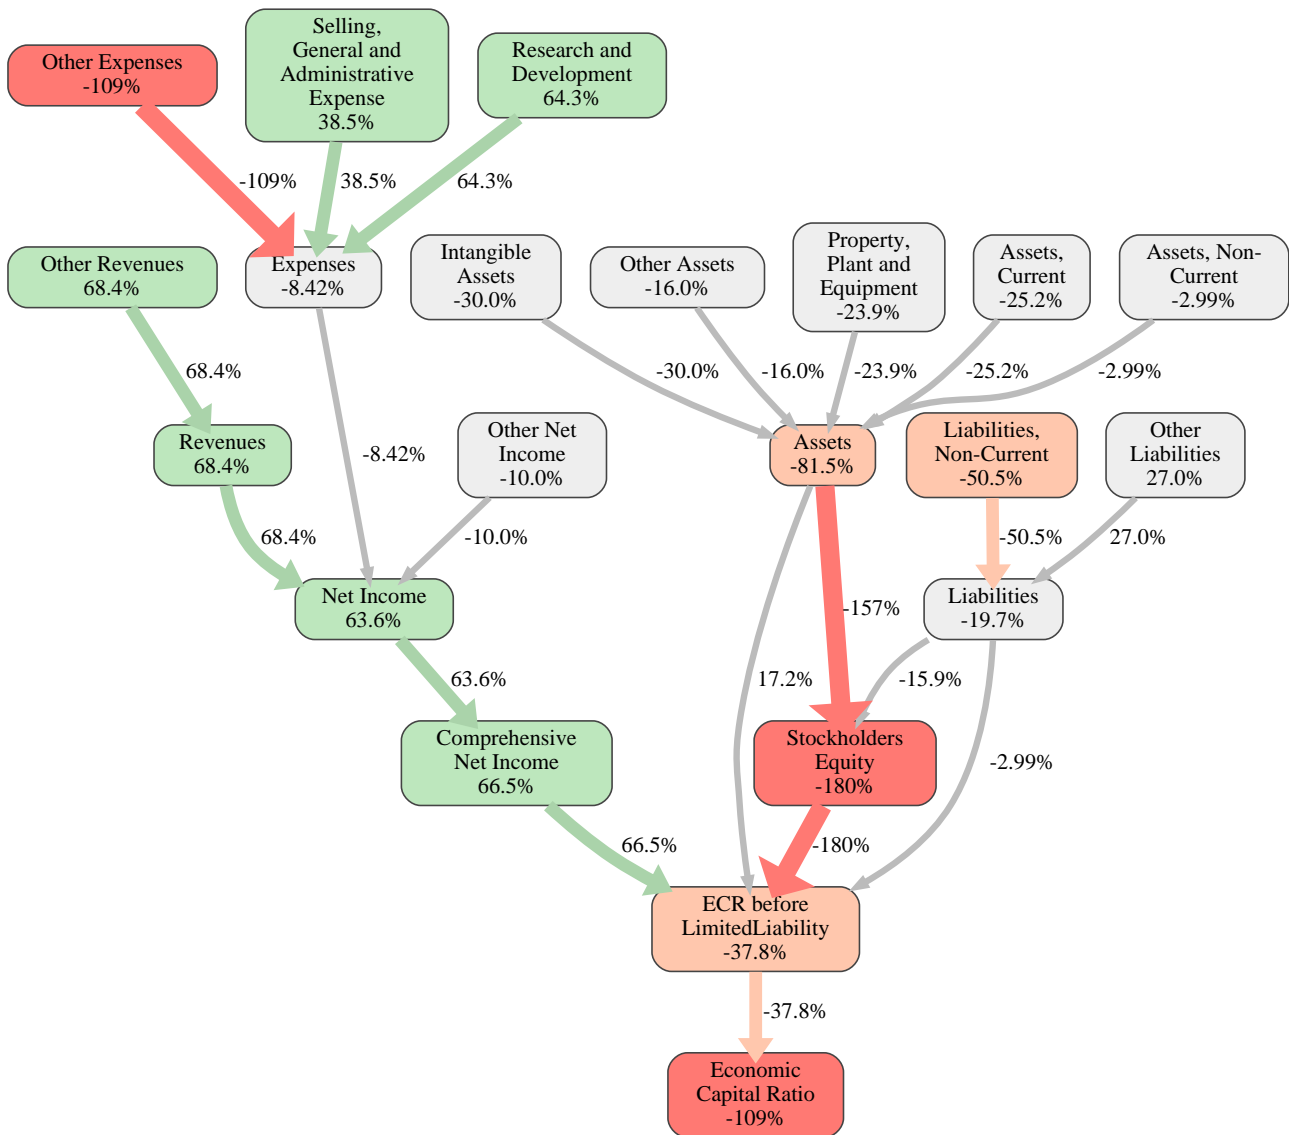 Selling,
General and
Administrative
Expense
38.5%
Other Expenses
-109%
Research and
Development
64.3%
-109%
38.5%
64.3%
Other Revenues
68.4%
Expenses
-8.42%
Intangible
Assets
-30.0%
Other Assets
-16.0%
Property,
Plant and
Equipment
-23.9%
Assets,
Current
-25.2%
Assets, Non-
Current
-2.99%
68.4%
-30.0%
-16.0%
-23.9%
-25.2%
-2.99%
Revenues
68.4%
-8.42%
Other Net
Income
-10.0%
Assets
-81.5%
Liabilities,
Non-Current
-50.5%
Other
Liabilities
27.0%
68.4%
-10.0%
-50.5%
27.0%
Net Income
63.6%
-157%
Liabilities
-19.7%
63.6%
17.2%
-15.9%
Comprehensive
Net Income
66.5%
Stockholders
Equity
-180%
-2.99%
66.5%
-180%
ECR before
LimitedLiability
-37.8%
-37.8%
Economic
Capital Ratio
-109%